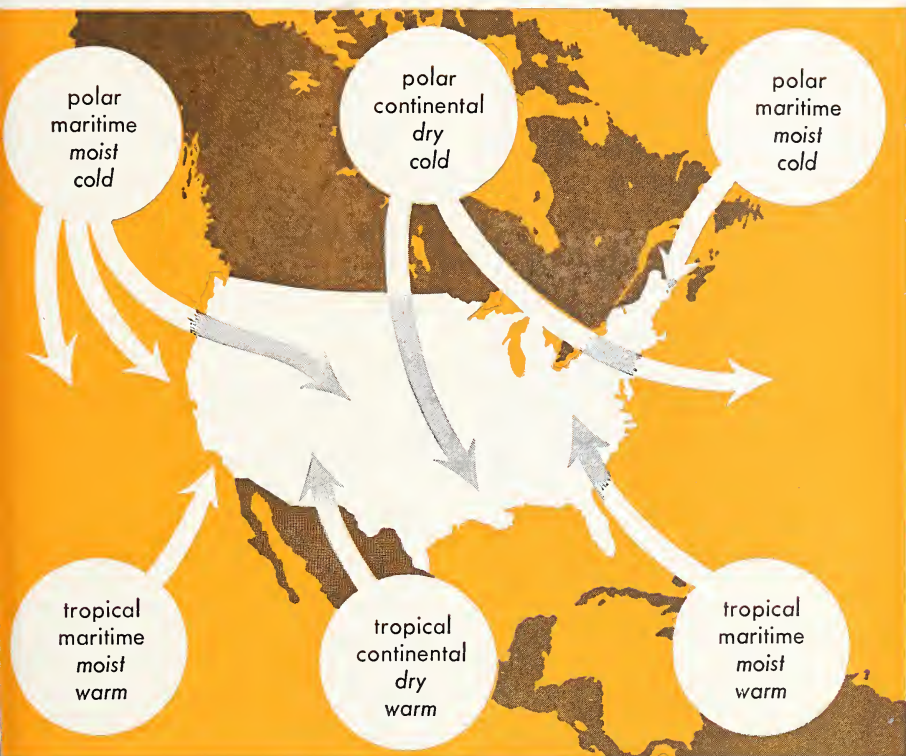 polar
maritime
moist
cold
polar
continental
dry
cold
polar
maritime
moist
cold
tropical
maritime
moist
warm
tropical
continental
dry
warm
tropical
maritime
moist
warm